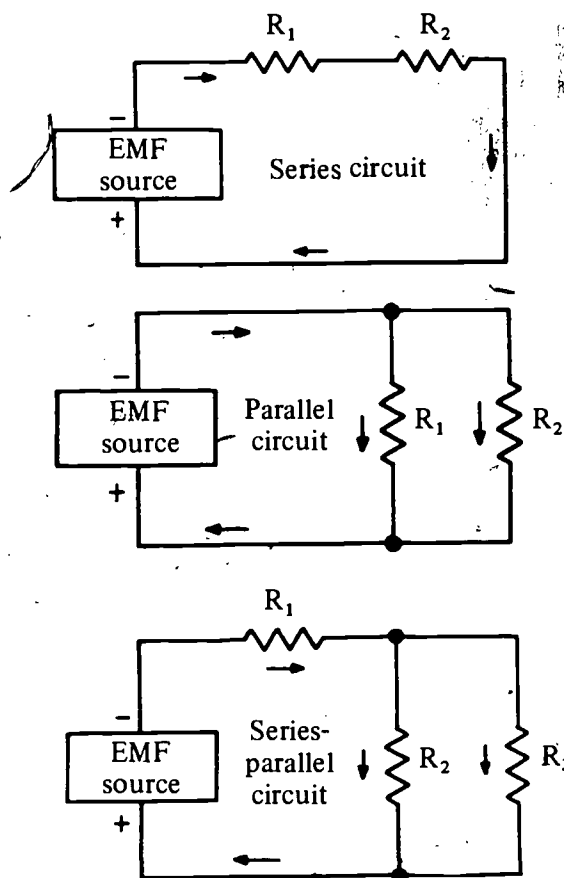 R₁ R₂
−
EMF
source
Series circuit
+
−
EMF
source
Parallel
circuit
R₁
R₂
+
R₁
−
EMF
source
Series-
parallel
circuit
R₂
+